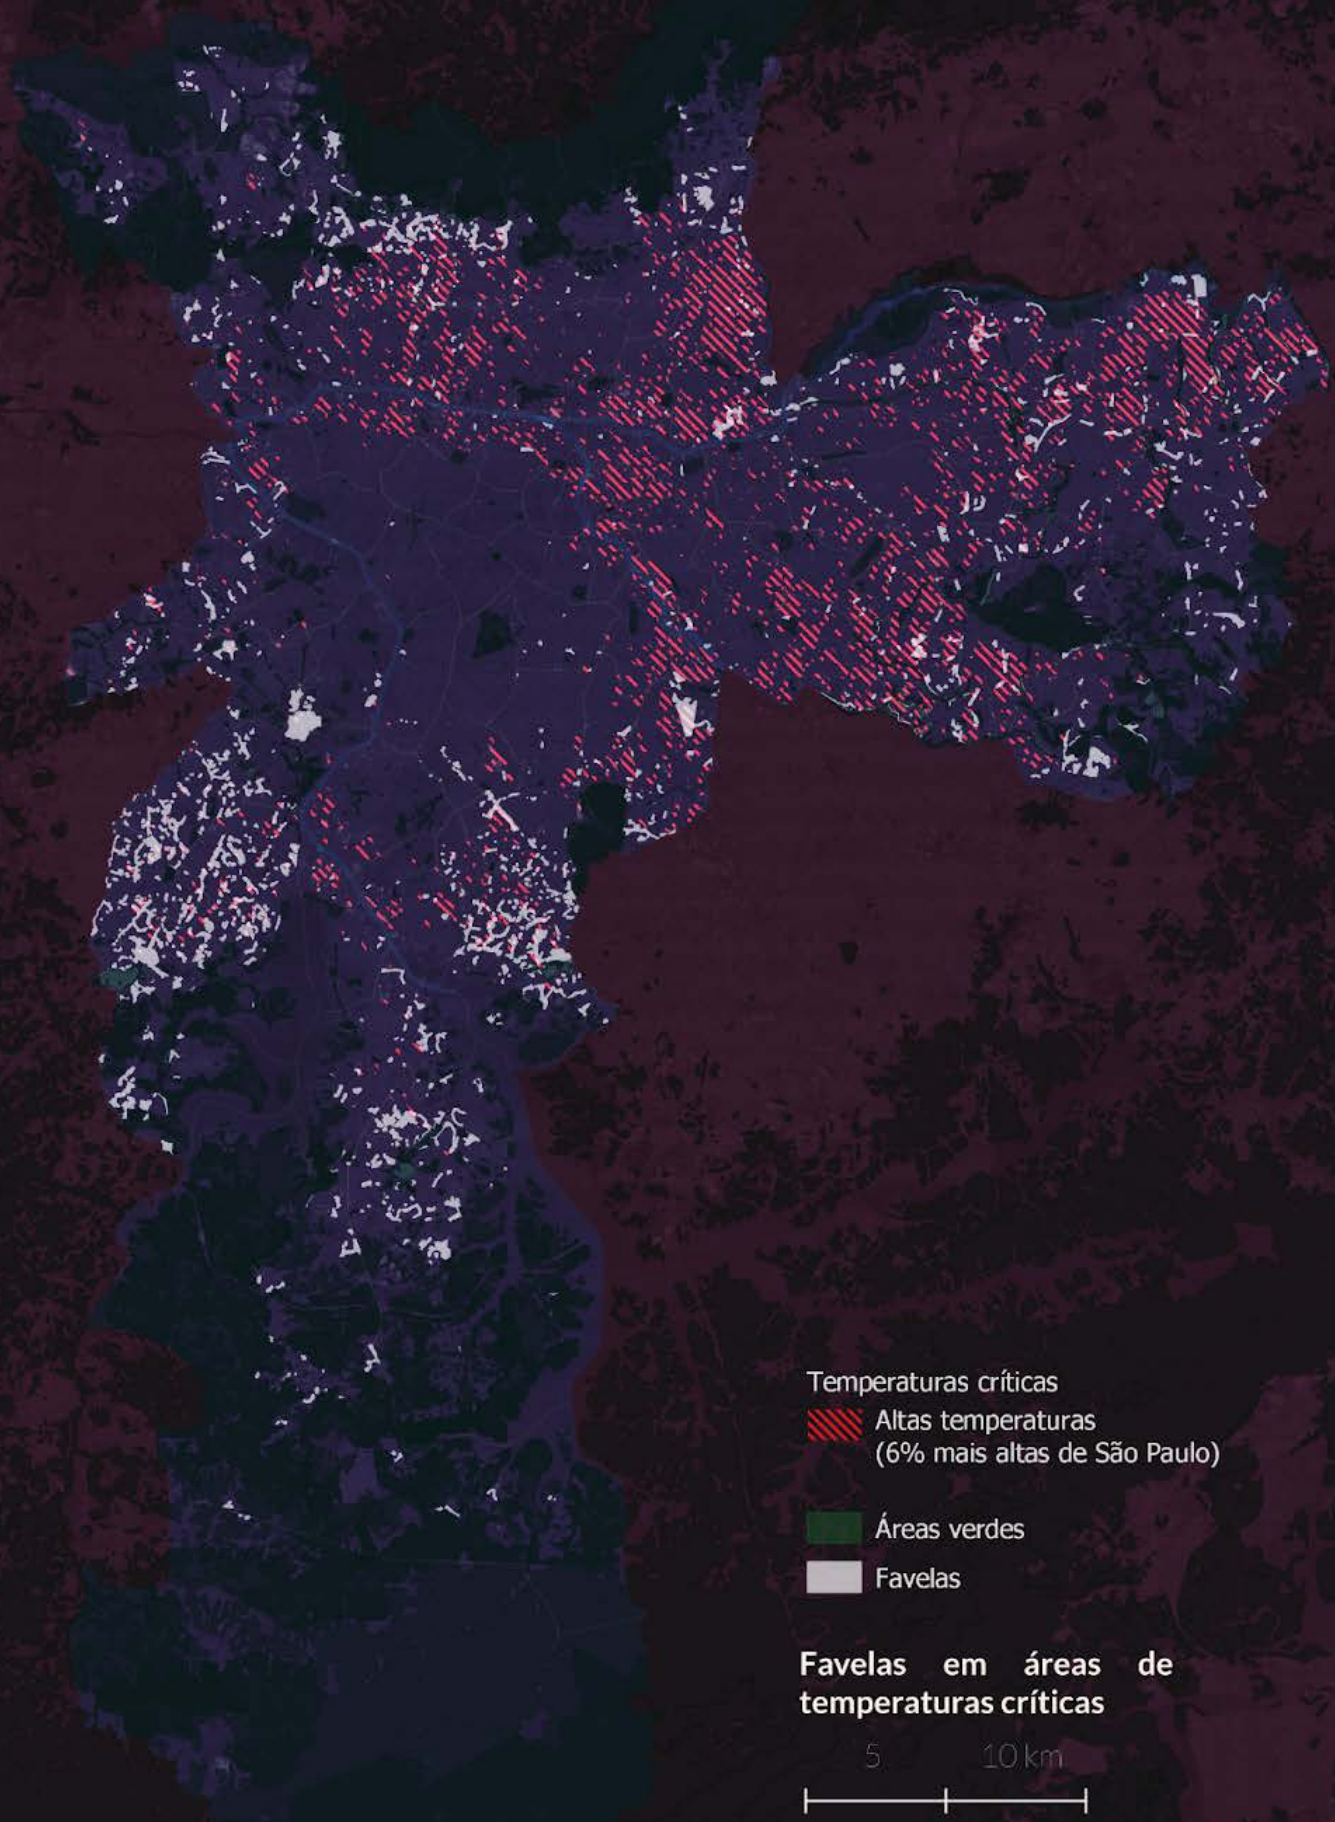 Temperaturas críticas
Altas temperaturas
(6% mais altas de São Paulo)
Áreas verdes
Favelas
Favelas em áreas de
temperaturas críticas
5 10 km